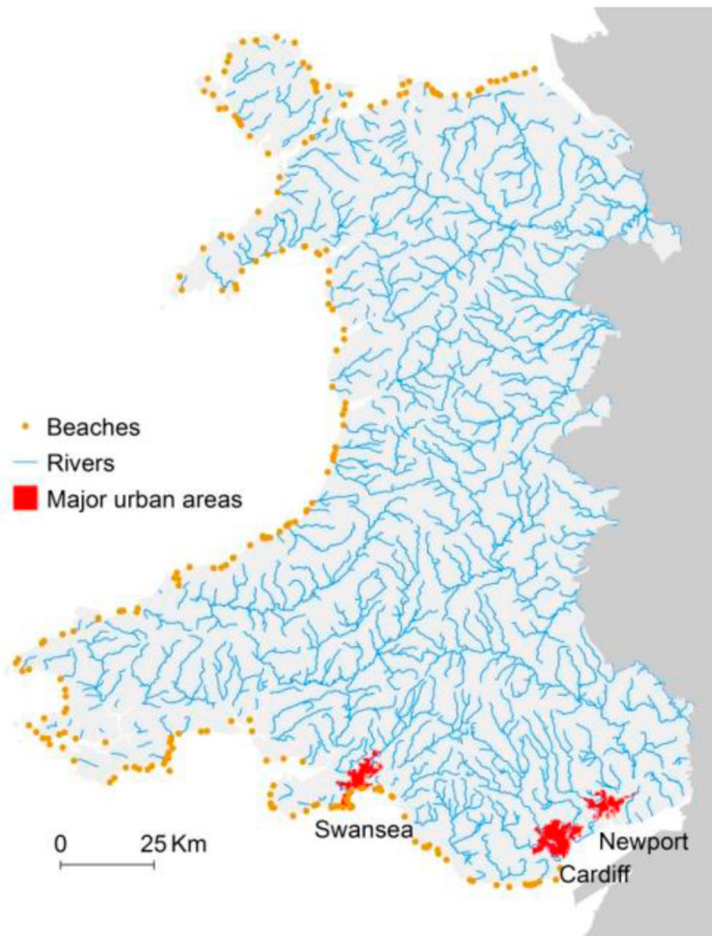 Beaches
Rivers
Major urban areas
Swansea
Newport
Cardiff
0 25 Km